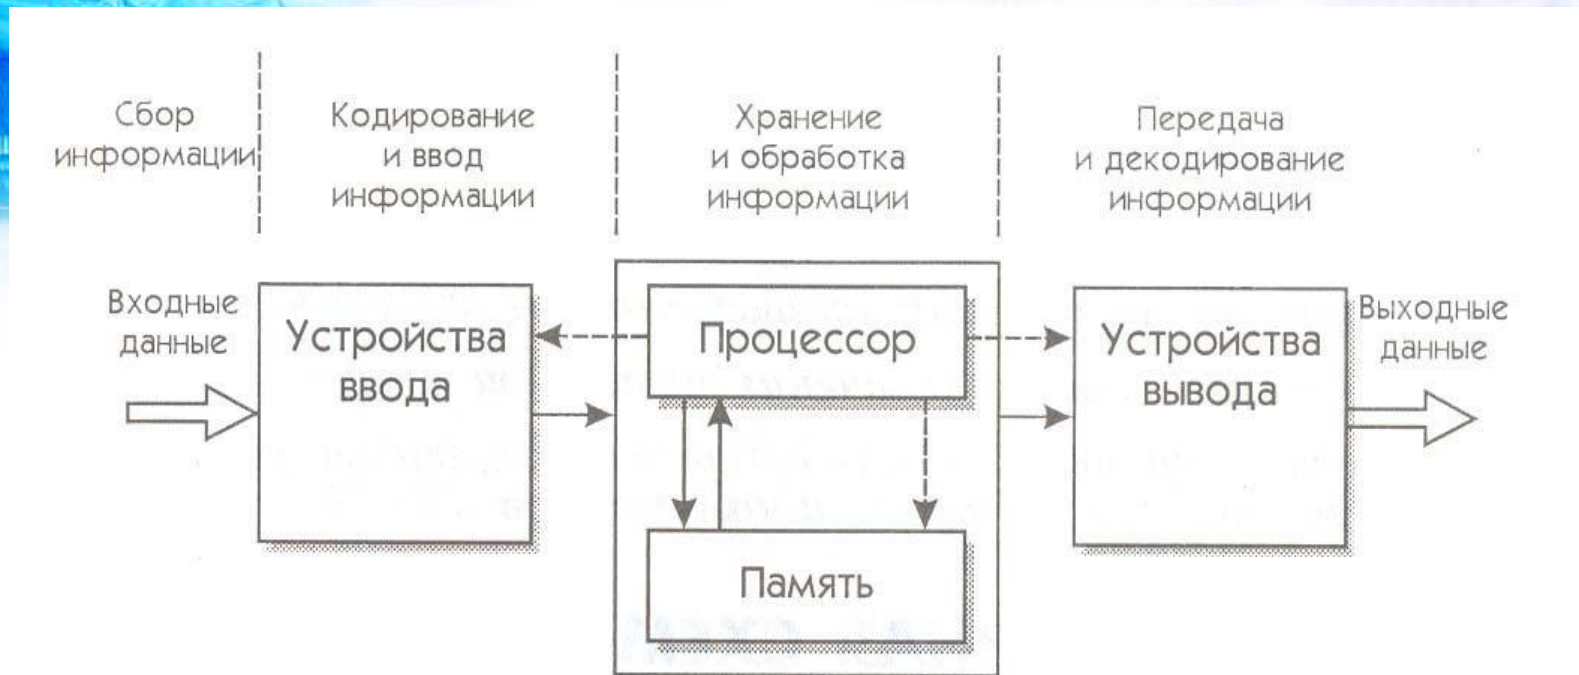 Сбор
информации
Кодирование
и ввод
информации
Хранение
и обработка
информации
Передача
и декодирование
информации
Входные
данные
Устройства
ввода
Процессор
Память
Устройства
вывода
Выходные
данные